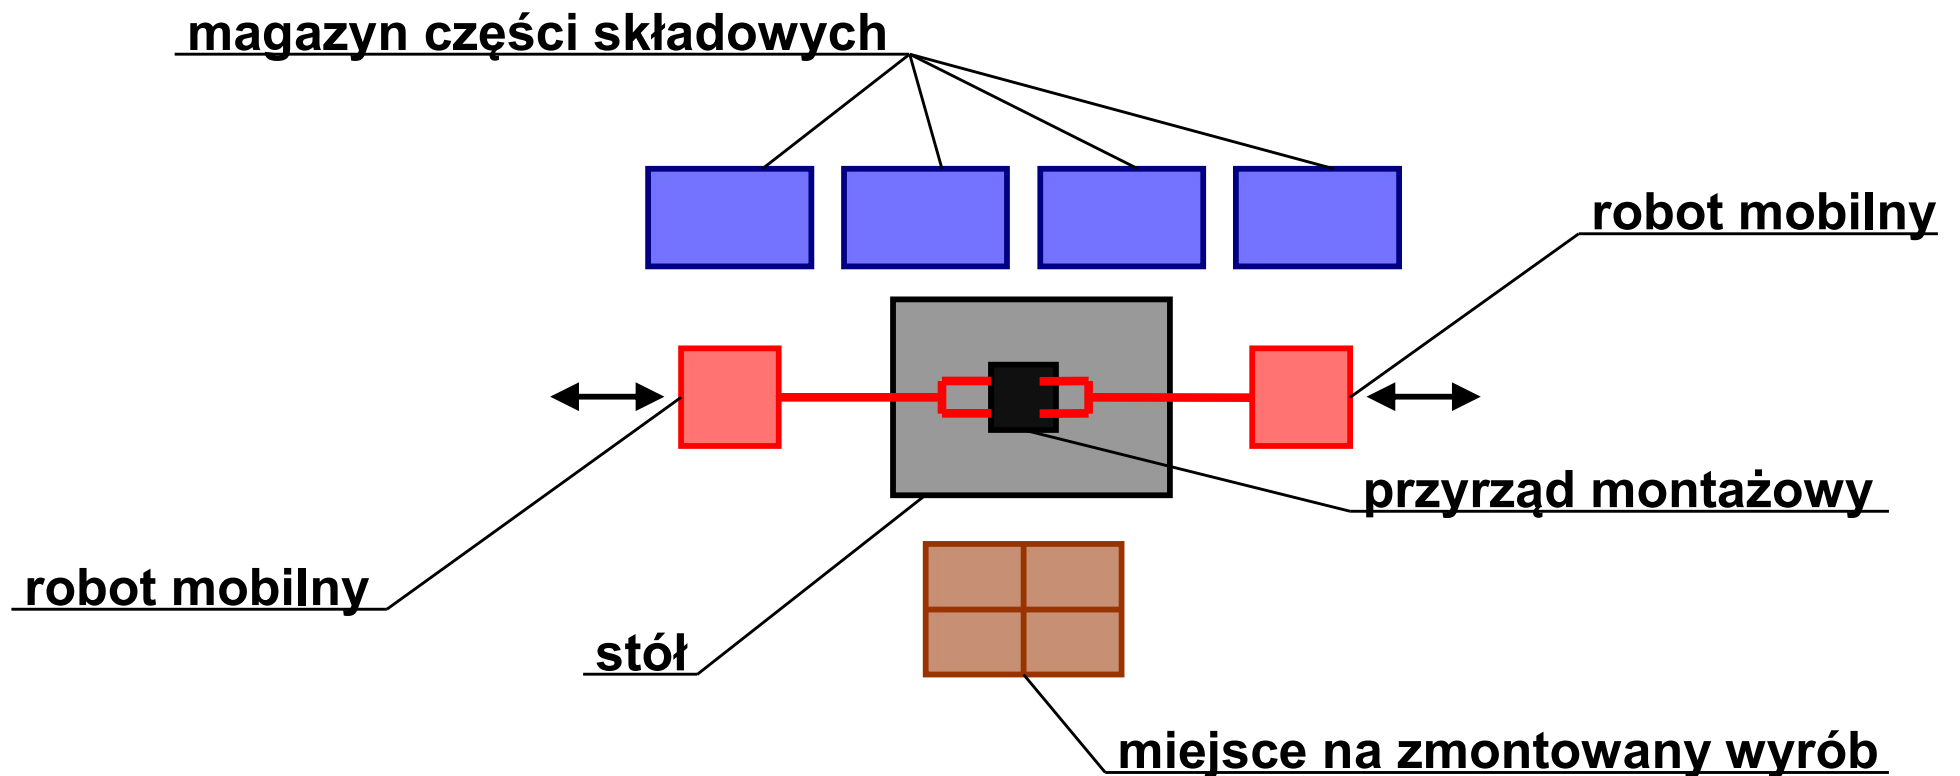 magazyn części składowych
robot mobilny
przyrząd montażowy
robot mobilny
stół
miejsce na zmontowany wyrób